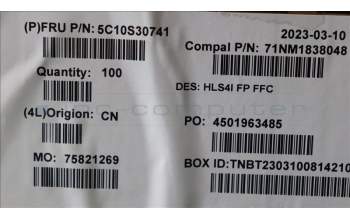 (P)FRU P/N: 5C10S30741
2023-03-10
Compal P/N: 71NM1838048
Quantity: 100
DES: HLS4I FP FFC
(4L)Origion: CN
PO: 4501963485
MO: 75821269
BOX ID:TNBT2303100814210